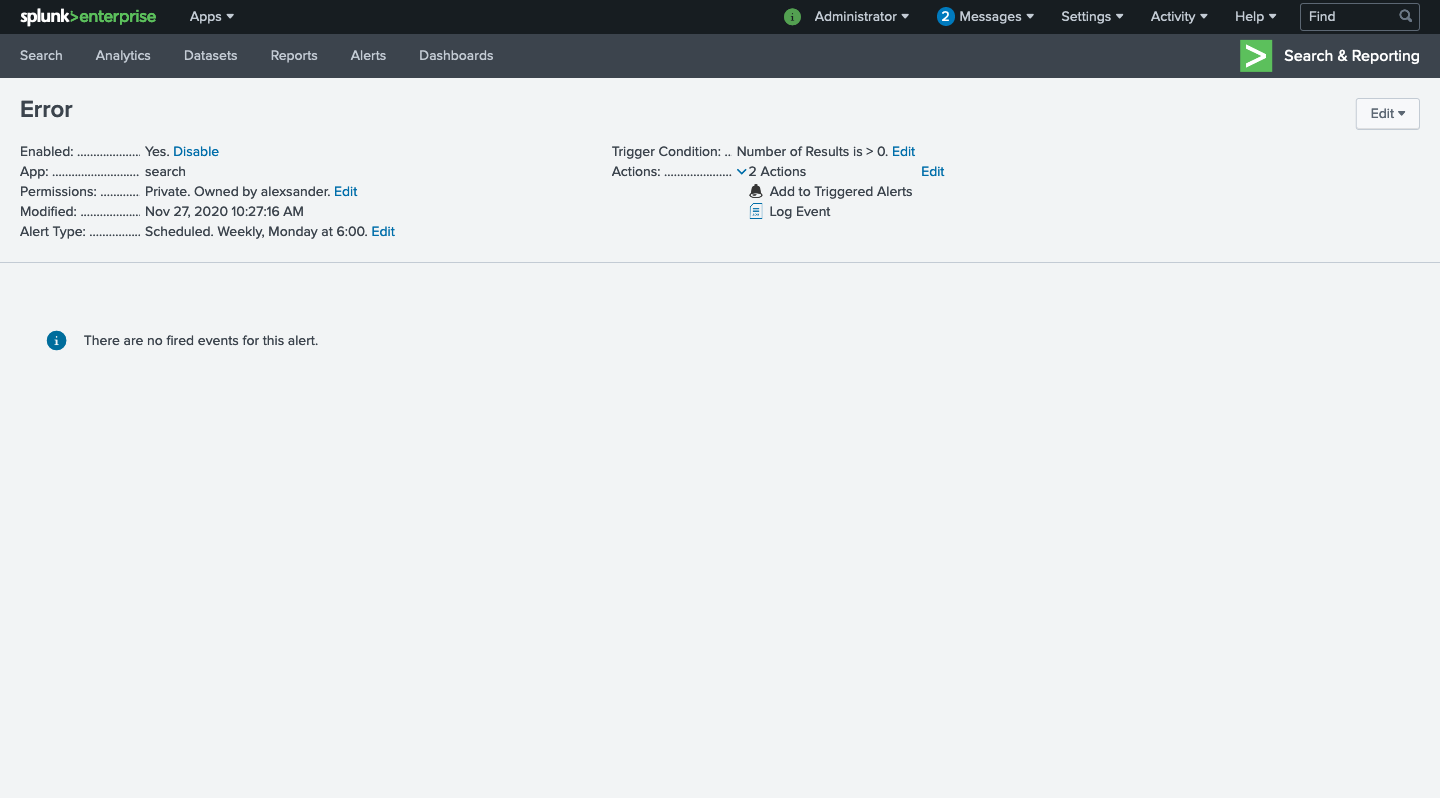 splunk>enterprise Apps i Administrator 2 Messages Settings Activity Help Find
Search Analytics Datasets Reports Alerts Dashboards > Search & Reporting
Error
Edit
Enabled: ................... Yes. Disable
App: ........................... search
Permissions: ............ Private. Owned by alexsander. Edit
Modified: .................. Nov 27, 2020 10:27:16 AM
Alert Type: ................ Scheduled. Weekly, Monday at 6:00. Edit
Trigger Condition: .. Number of Results is > 0. Edit
Actions: ..................... 2 Actions Edit
Add to Triggered Alerts
Log Event
i There are no fired events for this alert.